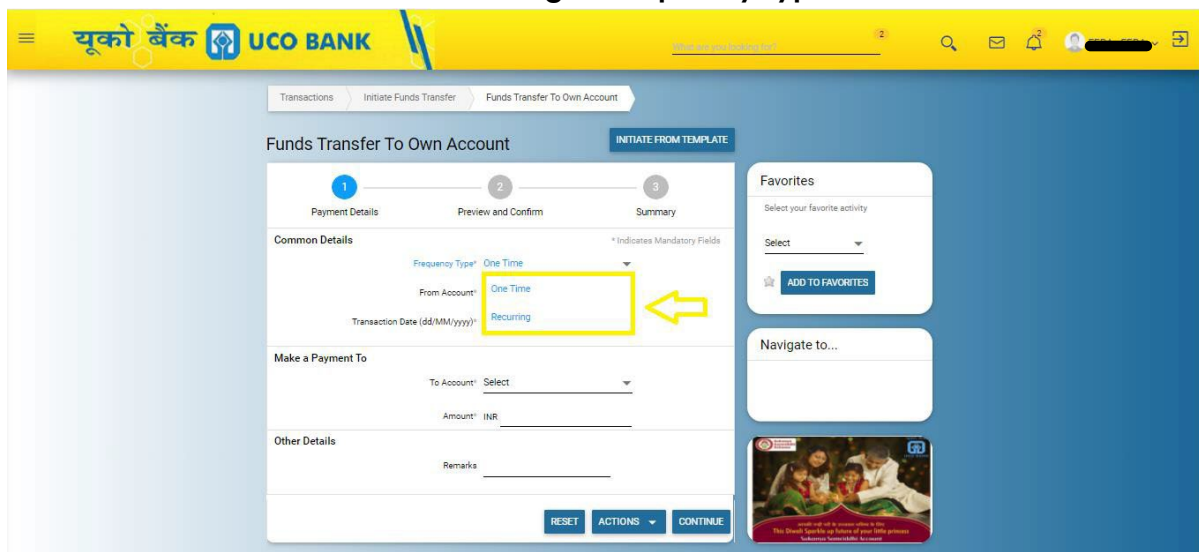 यूको बैंक UCO BANK
What are you looking for?
2
2
Transactions Initiate Funds Transfer Funds Transfer To Own Account
Funds Transfer To Own Account
INITIATE FROM TEMPLATE
1 2 3
Payment Details Preview and Confirm Summary
Common Details
* Indicates Mandatory Fields
Frequency Type* One Time
One Time
From Account*
Recurring
Transaction Date (dd/MM/yyyy)*
Make a Payment To
To Account* Select
Amount* INR
Other Details
Remarks
RESET ACTIONS CONTINUE
Favorites
Select your favorite activity
Select
ADD TO FAVORITES
Navigate to...
UCO BANK
This Diwali Sparkle up future of your little princess
Sukanya Samriddhi Account